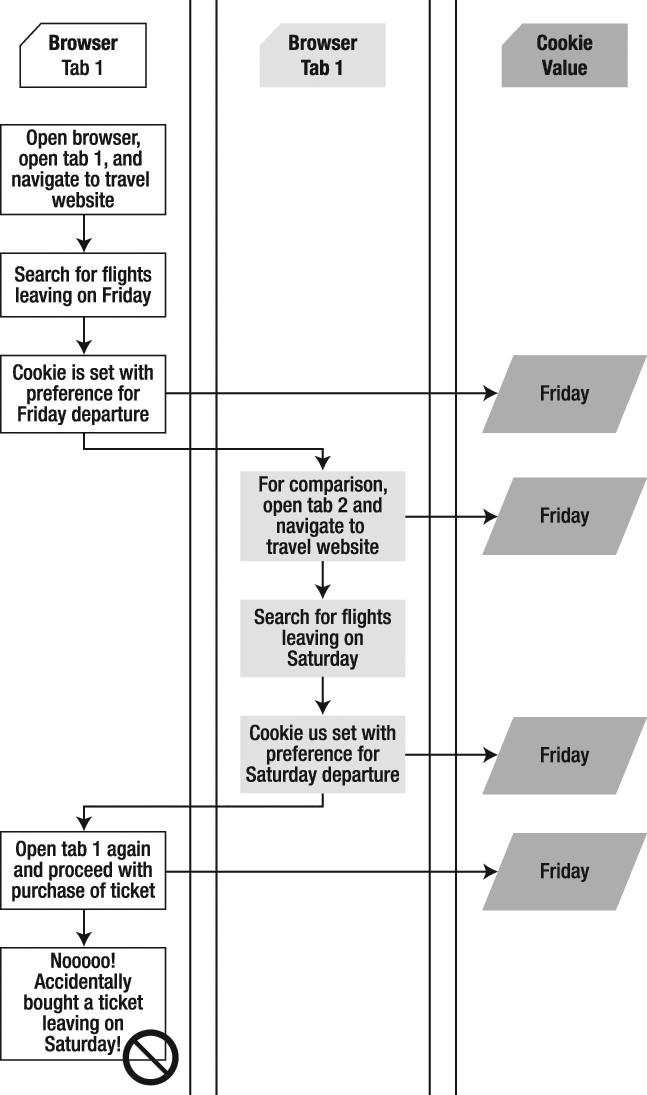 Browser
Tab 1
Browser
Tab 1
Cookie
Value
Open browser,
open tab 1, and
navigate to travel
website
Search for flights
leaving on Friday
Cookie is set with
preference for
Friday departure
Friday
For comparison,
open tab 2 and
navigate to
travel website
Friday
Search for flights
leaving on
Saturday
Cookie us set with
preference for
Saturday departure
Friday
Open tab 1 again
and proceed with
purchase of ticket
Friday
Nooooo!
Accidentally
bought a ticket
leaving on
Saturday!